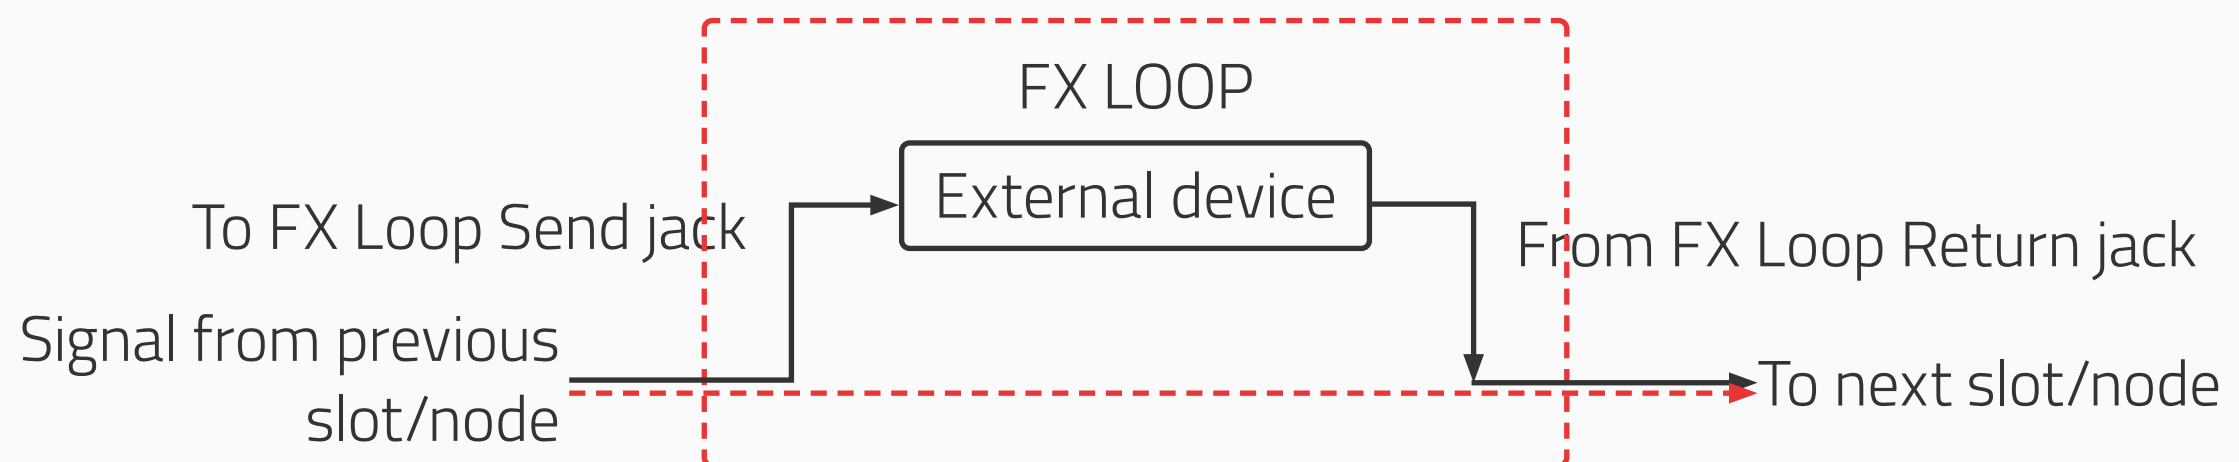 FX LOOP
External device
To FX Loop Send jack
From FX Loop Return jack
Signal from previous
slot/node
To next slot/node